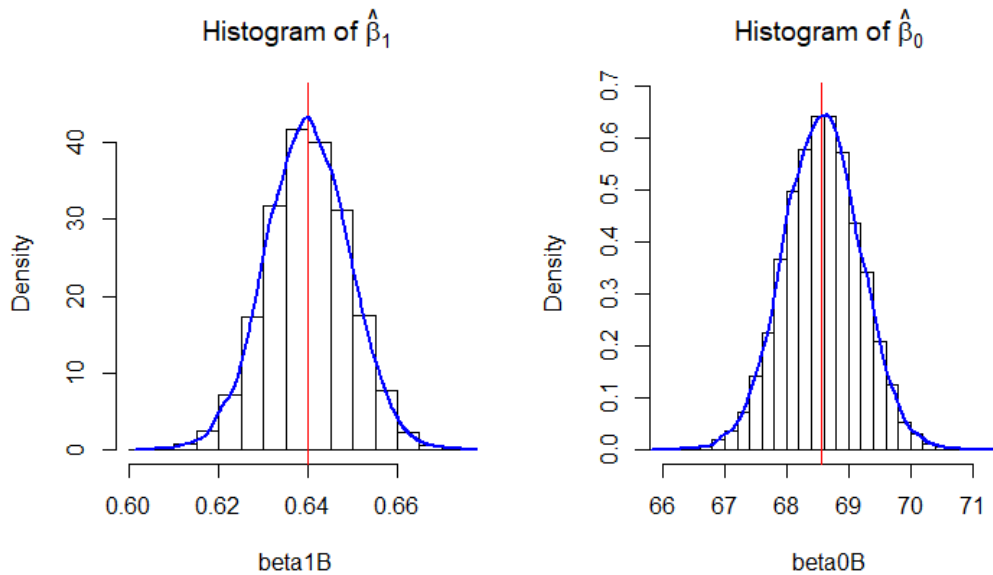 Histogram of β̂₁
Density
0 10 20 30 40
0.60 0.62 0.64 0.66
beta1B
Histogram of β̂₀
Density
0.0 0.1 0.2 0.3 0.4 0.5 0.6 0.7
66 67 68 69 70 71
beta0B